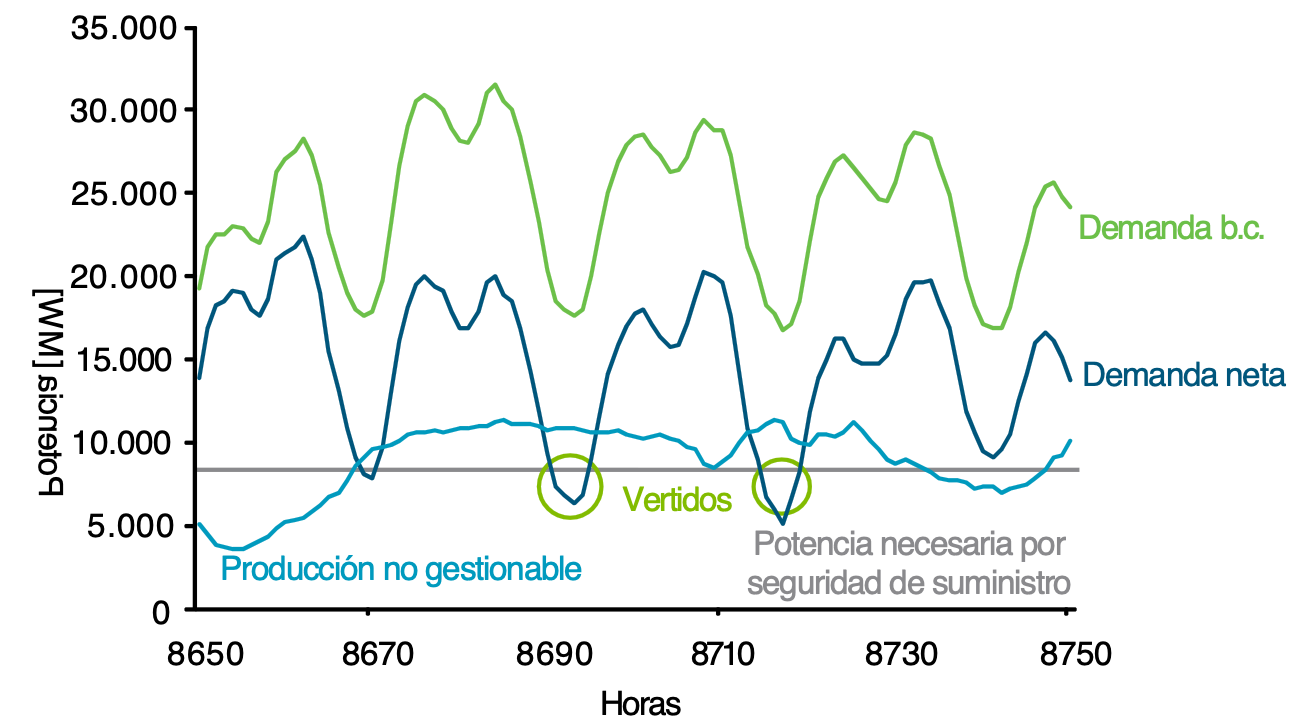 35.000
30.000
25.000
20.000
15.000
10.000
5.000
0
Potencia [MW]
Demanda b.c.
Demanda neta
Vertidos
Potencia necesaria por
seguridad de suministro
Producción no gestionable
8650 8670 8690 8710 8730 8750
Horas